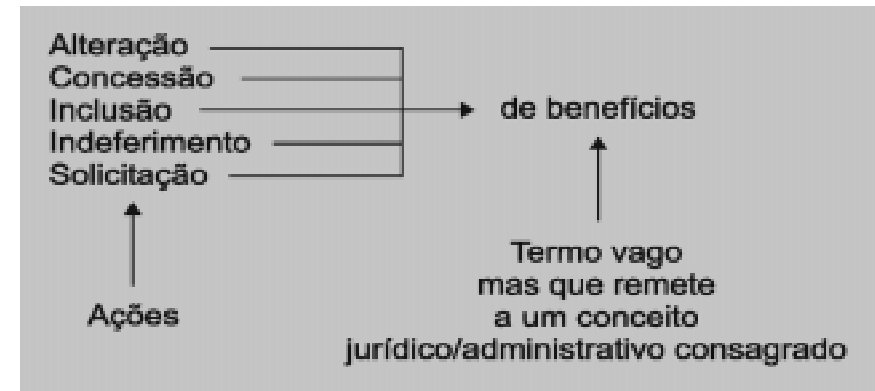 Alteração
Concessão
Inclusão
Indeferimento
Solicitação
de benefícios
Ações
Termo vago
mas que remete
a um conceito
jurídico/administrativo consagrado